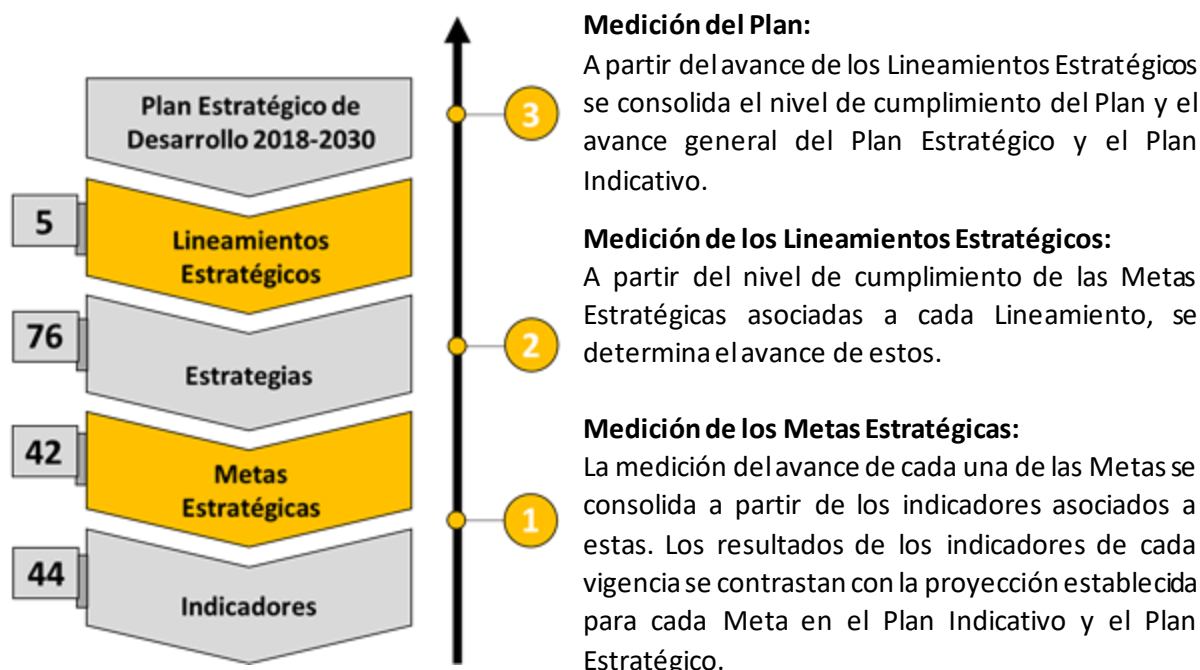 Plan Estratégico de
Desarrollo 2018-2030
5
Lineamientos
Estratégicos
76
Estrategias
42
Metas
Estratégicas
44
Indicadores
3
2
1
Medición del Plan:
A partir del avance de los Lineamientos Estratégicos
se consolida el nivel de cumplimiento del Plan y el
avance general del Plan Estratégico y el Plan
Indicativo.
Medición de los Lineamientos Estratégicos:
A partir del nivel de cumplimiento de las Metas
Estratégicas asociadas a cada Lineamiento, se
determina el avance de estos.
Medición de los Metas Estratégicas:
La medición del avance de cada una de las Metas se
consolida a partir de los indicadores asociados a
estas. Los resultados de los indicadores de cada
vigencia se contrastan con la proyección establecida
para cada Meta en el Plan Indicativo y el Plan
Estratégico.